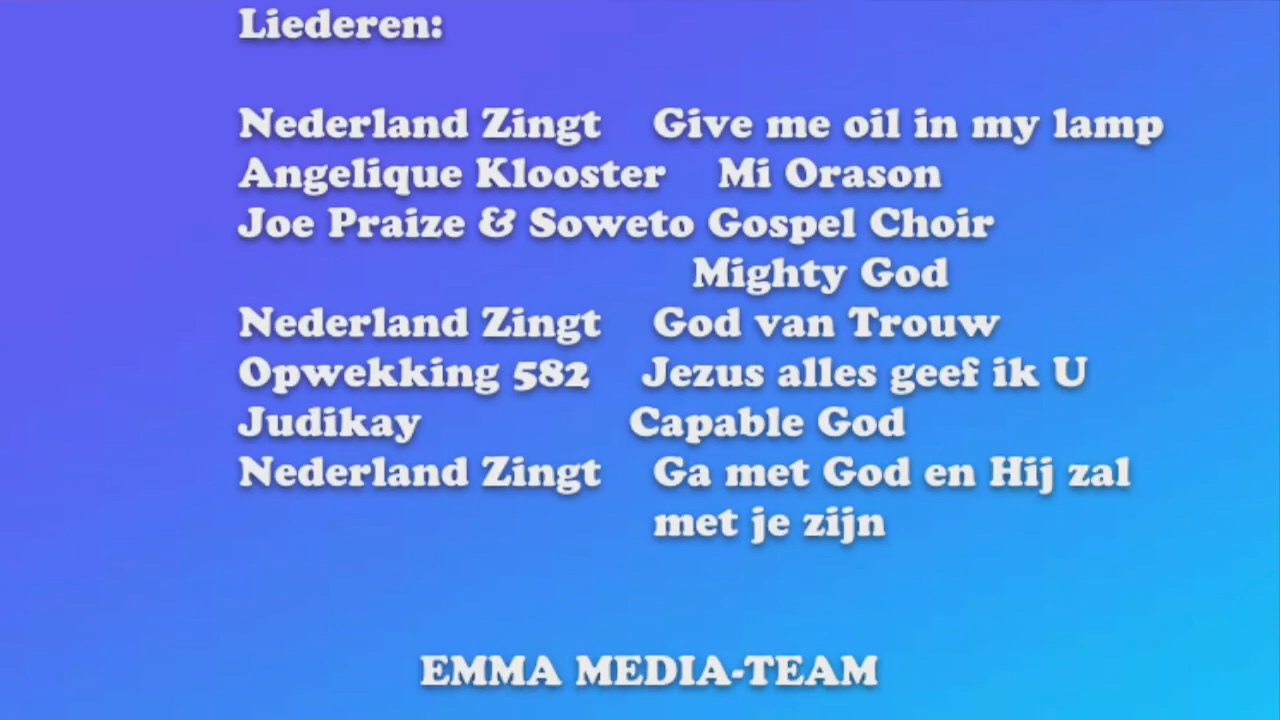 Liederen:
Nederland Zingt Give me oil in my lamp
Angelique Klooster Mi Orason
Joe Praize & Soweto Gospel Choir
Mighty God
Nederland Zingt God van Trouw
Opwekking 582 Jezus alles geef ik U
Judikay Capable God
Nederland Zingt Ga met God en Hij zal
met je zijn
EMMA MEDIA-TEAM